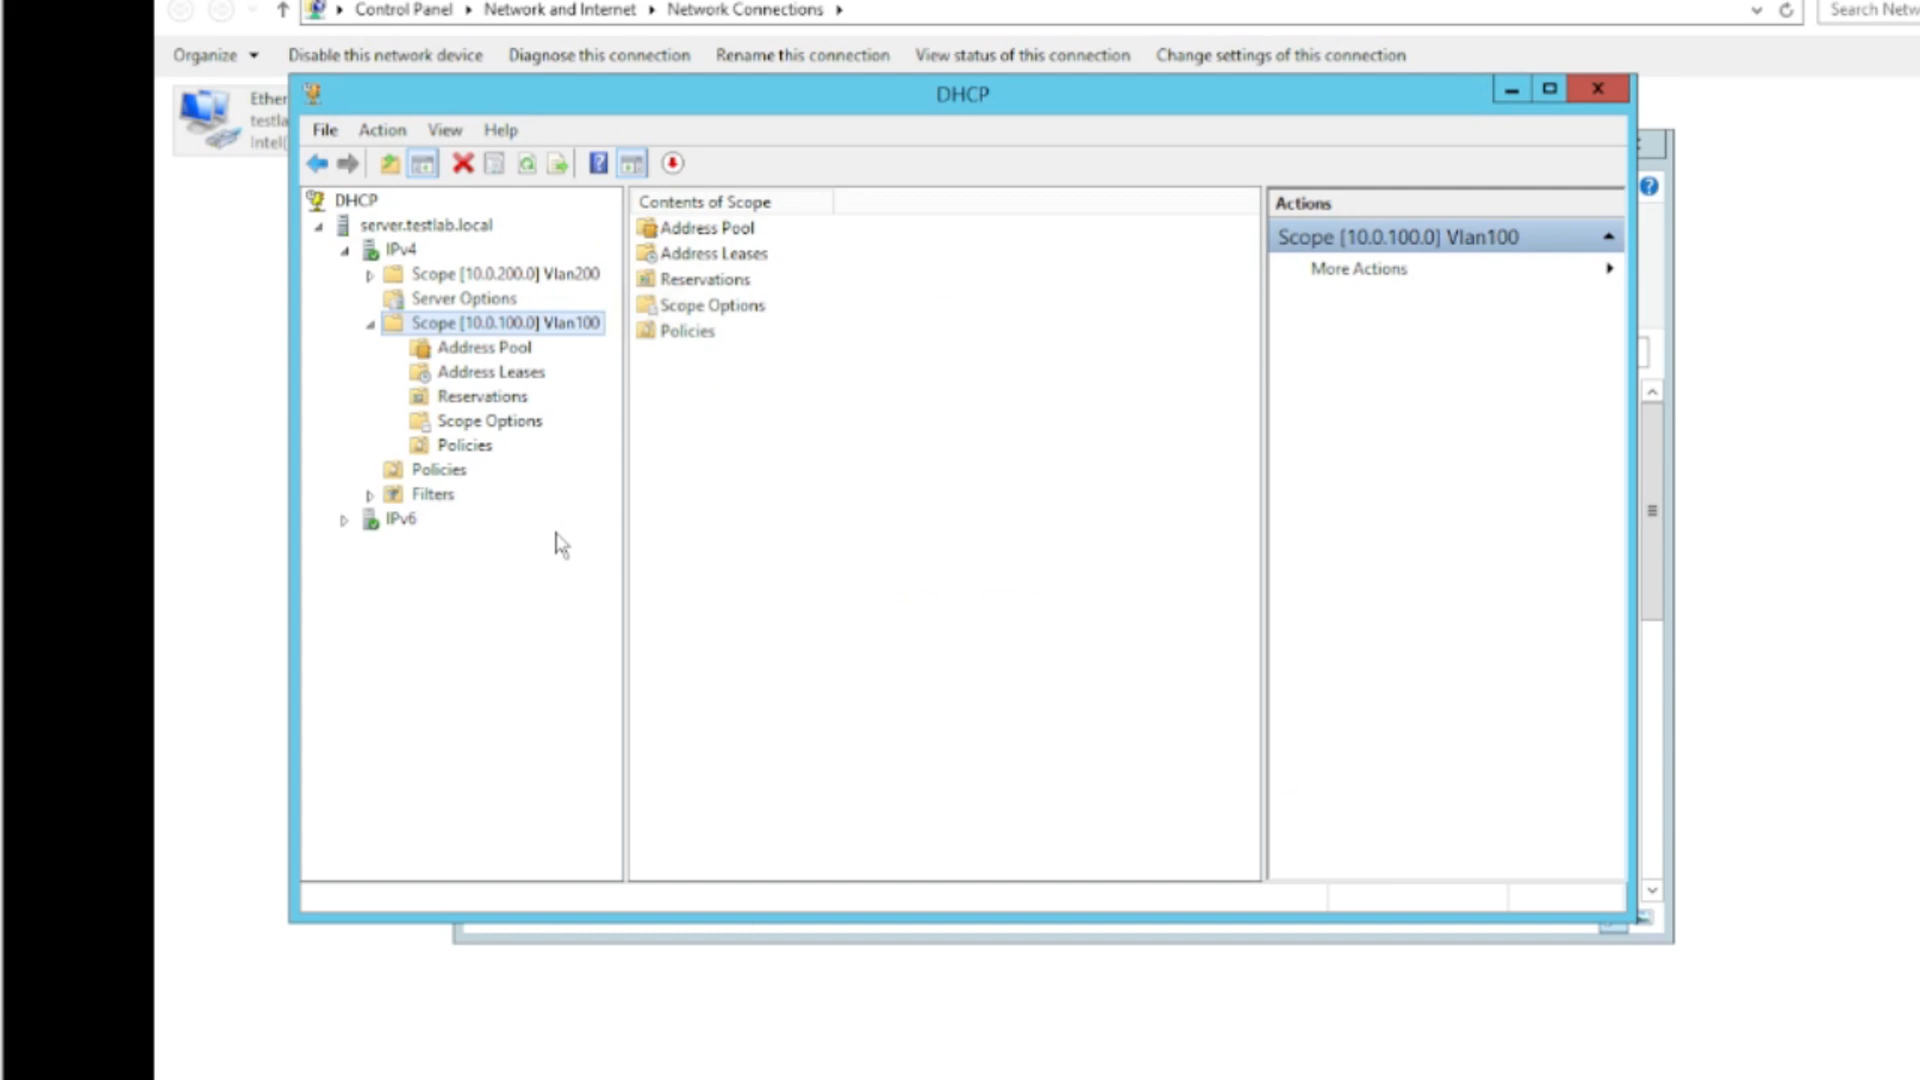 Control Panel Network and Internet Network Connections
Search Netw
Organize Disable this network device Diagnose this connection Rename this connection View status of this connection Change settings of this connection
Ether
testla
Intel(
DHCP
File Action View Help
DHCP
server.testlab.local
IPv4
Scope [10.0.200.0] Vlan200
Server Options
Scope [10.0.100.0] Vlan100
Address Pool
Address Leases
Reservations
Scope Options
Policies
Policies
Filters
IPv6
Contents of Scope
Address Pool
Address Leases
Reservations
Scope Options
Policies
Actions
Scope [10.0.100.0] Vlan100
More Actions